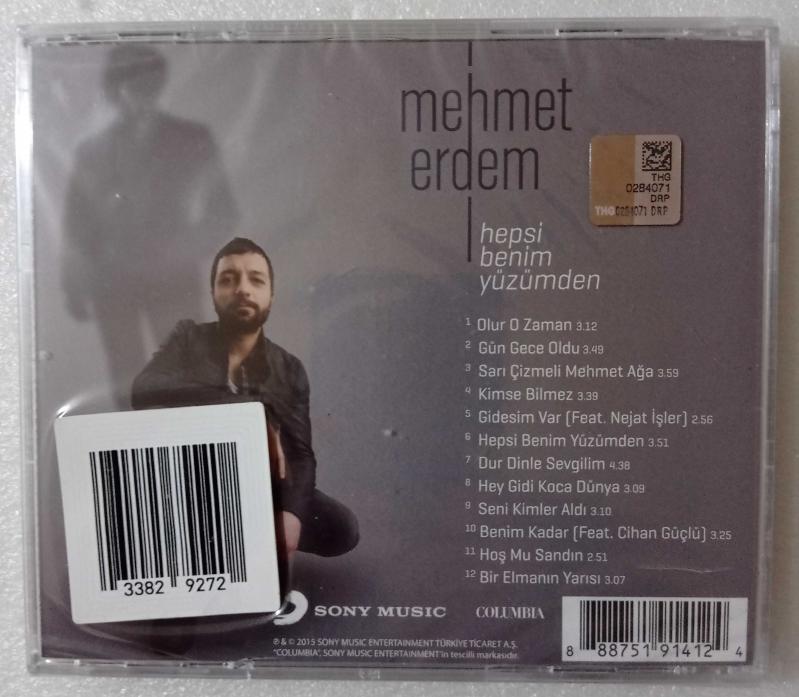 mehmet
erdem
hepsi
benim
yüzümden
THG
0284071
DRP
THG 0284071 DRP
1 Olur O Zaman 3.12
2 Gün Gece Oldu 3.49
3 Sarı Çizmeli Mehmet Ağa 3.59
4 Kimse Bilmez 3.39
5 Gidesim Var (Feat. Nejat İşler) 2.56
6 Hepsi Benim Yüzümden 3.51
7 Dur Dinle Sevgilim 4.38
8 Hey Gidi Koca Dünya 3.09
9 Seni Kimler Aldı 3.10
10 Benim Kadar (Feat. Cihan Güçlü) 3.25
11 Hoş Mu Sandın 2.51
12 Bir Elmanın Yarısı 3.07
3382 9272
SONY MUSIC COLUMBIA
℗ & © 2015 SONY MUSIC ENTERTAINMENT TÜRKİYE TİCARET A.Ş.
"COLUMBIA", SONY MUSIC ENTERTAINMENT'in tescilli markasıdır.
8 88751 91412 4